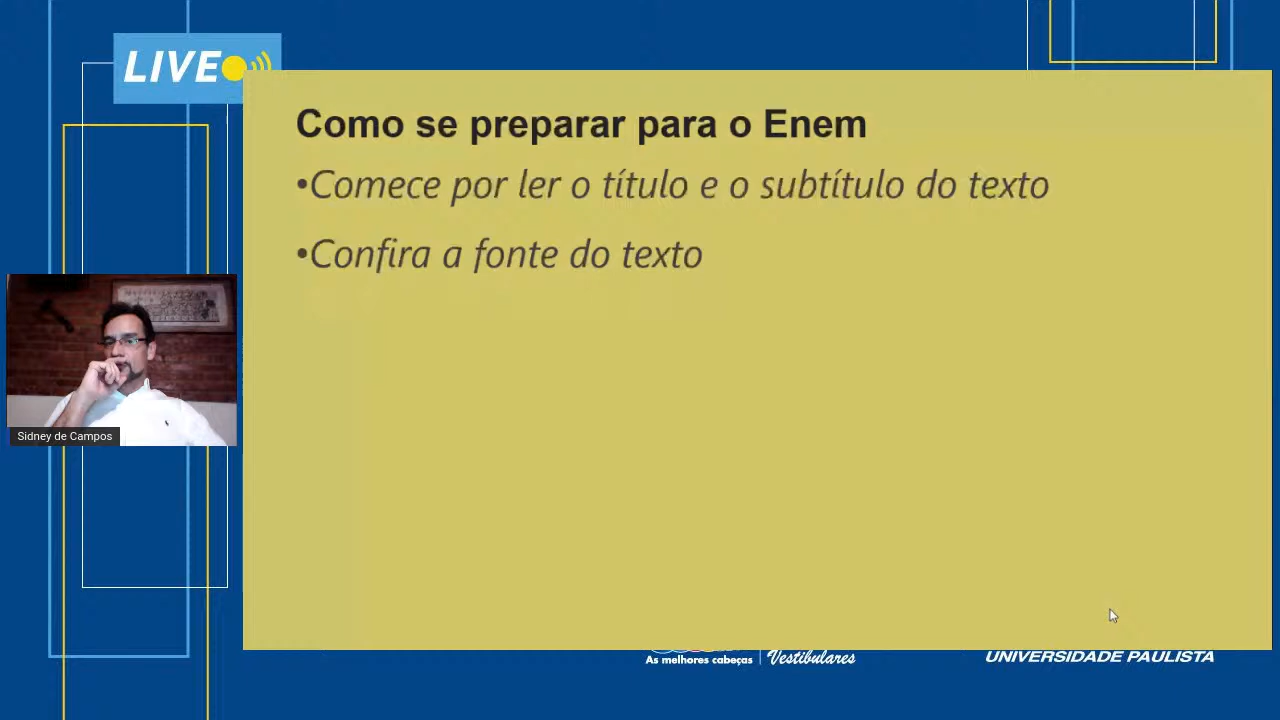 LIVE
Como se preparar para o Enem
•Comece por ler o título e o subtítulo do texto
•Confira a fonte do texto
Sidney de Campos
As melhores cabeças | Vestibulares
UNIVERSIDADE PAULISTA